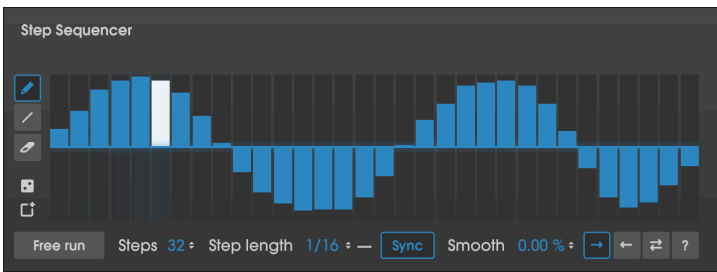 Step Sequencer
Free run Steps 32 Step length 1/16 — Sync Smooth 0.00 % → ← ⇄ ?